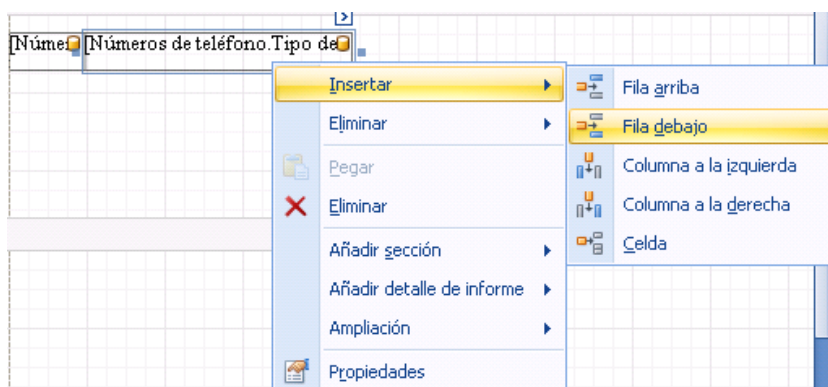 [Núme [Números de teléfono.Tipo de
Insertar
Eliminar
Pegar
Eliminar
Añadir sección
Añadir detalle de informe
Ampliación
Propiedades
Fila arriba
Fila debajo
Columna a la izquierda
Columna a la derecha
Celda